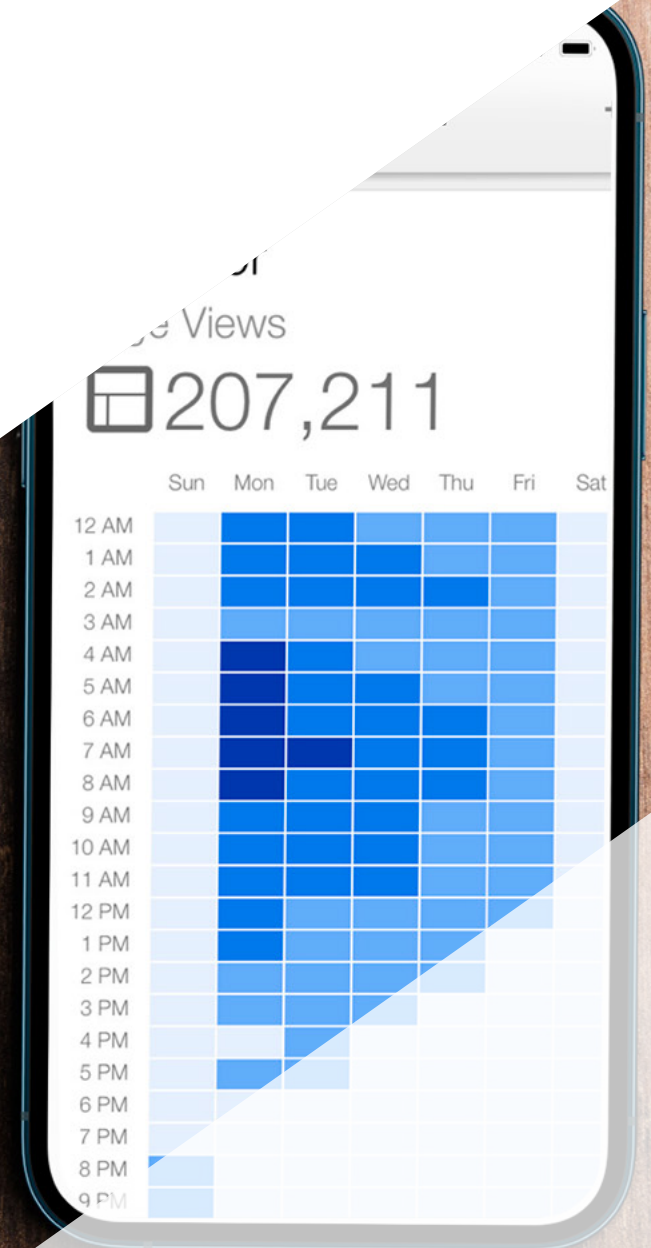 Views
207,211
Sun Mon Tue Wed Thu Fri Sat
12 AM
1 AM
2 AM
3 AM
4 AM
5 AM
6 AM
7 AM
8 AM
9 AM
10 AM
11 AM
12 PM
1 PM
2 PM
3 PM
4 PM
5 PM
6 PM
7 PM
8 PM
9 PM